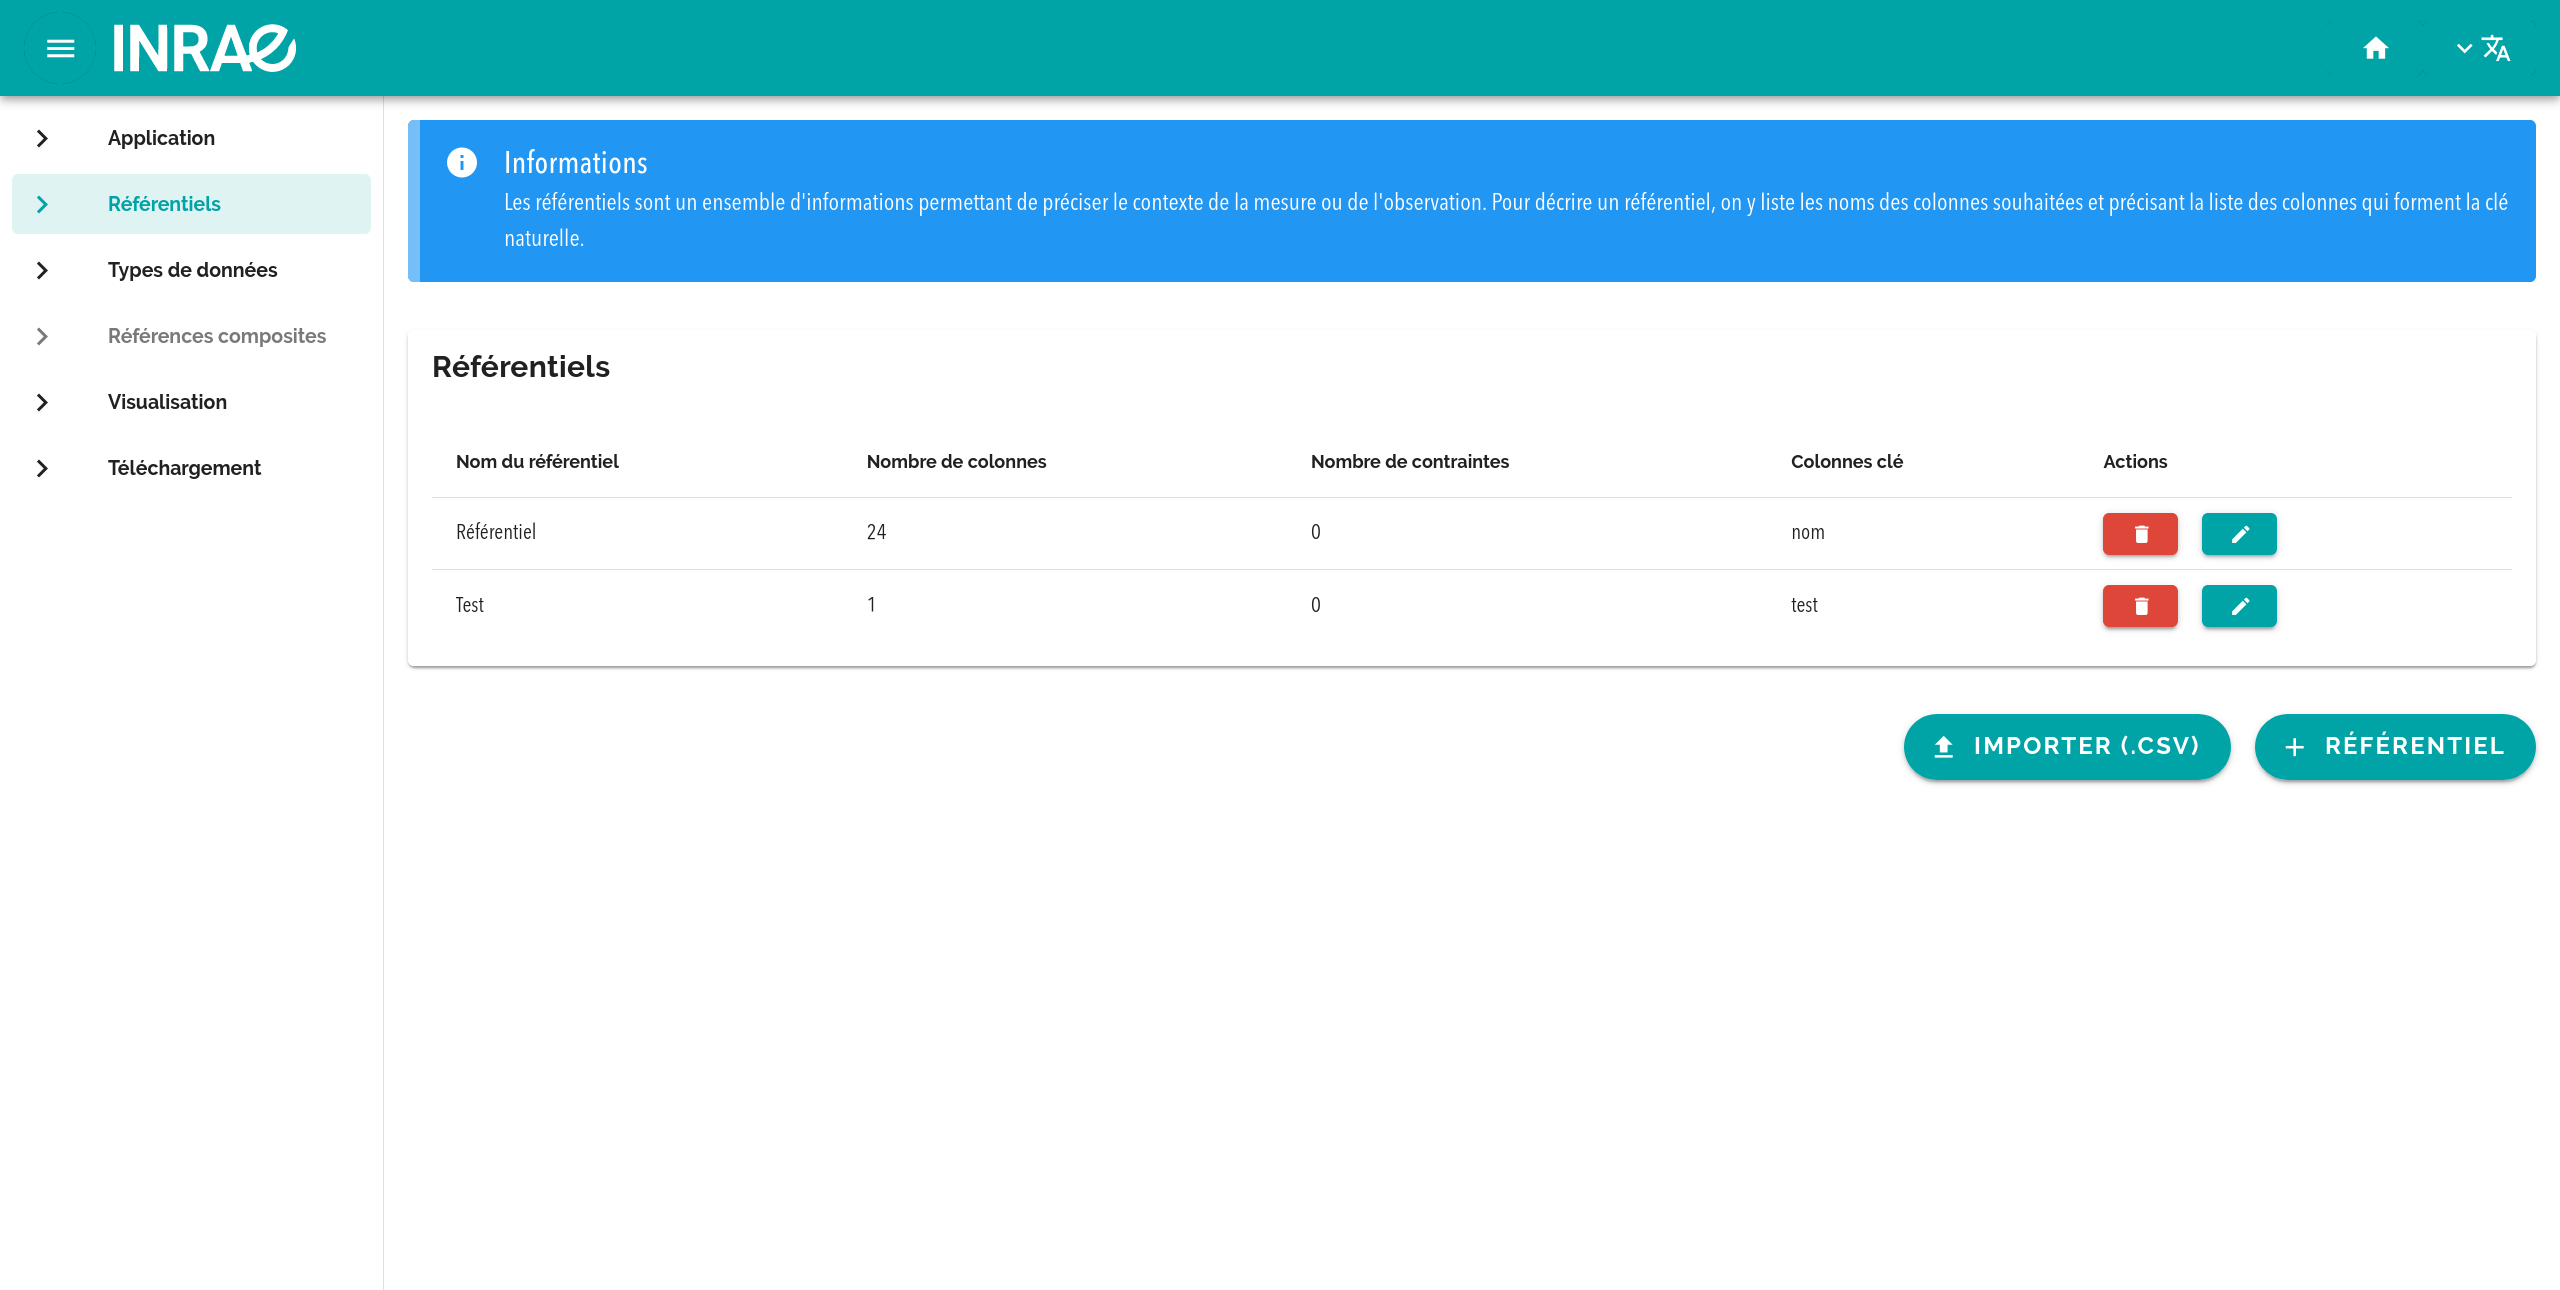 INRAE
Application
Référentiels
Types de données
Références composites
Visualisation
Téléchargement
Informations
Les référentiels sont un ensemble d'informations permettant de préciser le contexte de la mesure ou de l'observation. Pour décrire un référentiel, on y liste les noms des colonnes souhaitées et précisant la liste des colonnes qui forment la clé
naturelle.
Référentiels
Nom du référentiel Nombre de colonnes Nombre de contraintes Colonnes clé Actions
Référentiel 24 0 nom
Test 1 0 test
IMPORTER (.CSV) RÉFÉRENTIEL